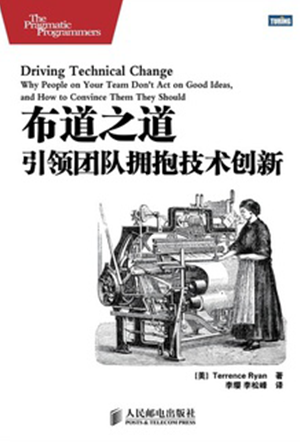 The
Pragmatic
Programmers
TURING
Driving Technical Change
Why People on Your Team Don't Act on Good Ideas,
and How to Convince Them They Should
布道之道
引领团队拥抱技术创新
[美] Terrence Ryan 著
李缨 李松峰 译
人民邮电出版社
POSTS & TELECOM PRESS